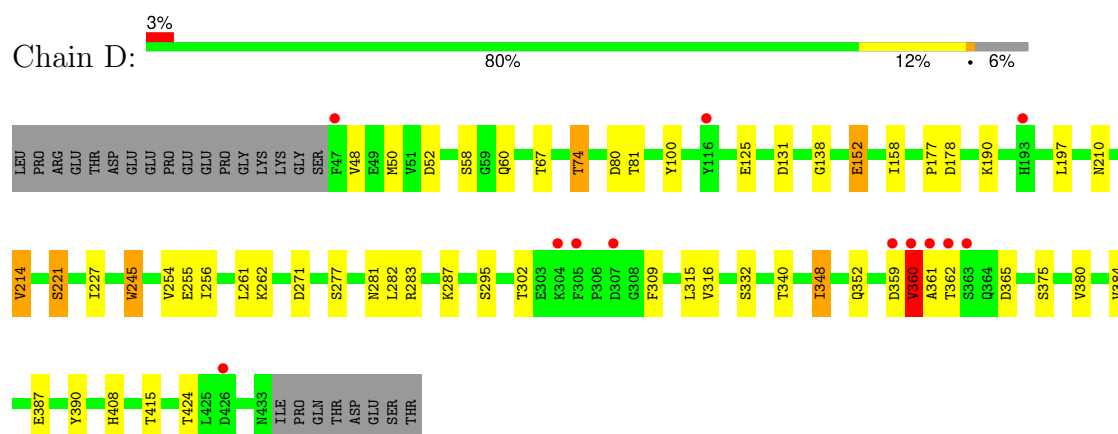 3%
Chain D:
80% 12% • 6%
LEU PRO ARG GLU THR ASP GLU GLU PRO GLU GLU PRO GLY LYS LYS GLY SER F47 V48 E49 M50 V51 D52 S58 G59 Q60 T67 T74 D80 T81 Y100 Y116 E125 D131 G138 E152 I158 P177 D178 K190 H193 L197 N210
V214 S221 I227 W245 V254 E255 I256 L261 K262 D271 S277 N281 L282 R283 K287 S295 T302 E303 K304 F305 P306 D307 G308 F309 L315 V316 S332 T340 I348 Q352 D359 V360 A361 T362 S363 Q364 D365 S375 V380 V384
E387 Y390 H408 T415 T424 L425 D426 N433 ILE PRO GLN THR ASP GLU SER THR